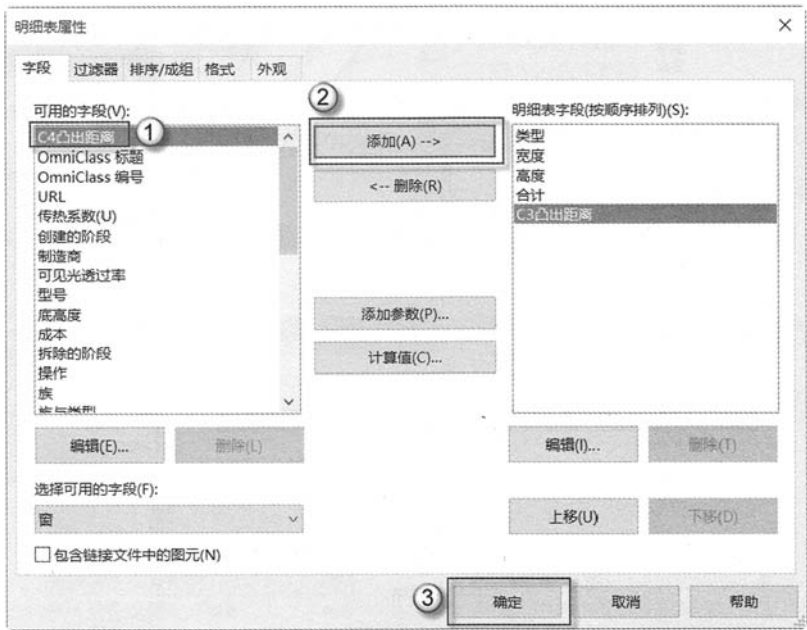 明细表属性
字段 过滤器 排序/成组 格式 外观
可用的字段(V):
C4凸出距离
OmniClass 标题
OmniClass 编号
URL
传热系数(U)
创建的阶段
制造商
可见光透过率
型号
底高度
成本
拆除的阶段
操作
族
族与类型
编辑(E)...
删除(L)
选择可用的字段(F):
窗
包含链接文件中的图元(N)
①
②
添加(A) -->
<-- 删除(R)
添加参数(P)...
计算值(C)...
明细表字段(按顺序排列)(S):
类型
宽度
高度
合计
C3凸出距离
编辑(I)...
删除(T)
上移(U)
下移(D)
③
确定
取消
帮助